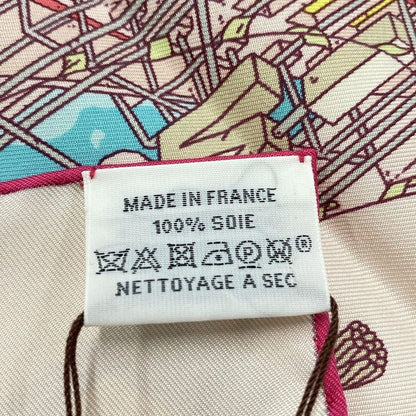 MADE IN FRANCE
100% SOIE
®
NETTOYAGE A SEC